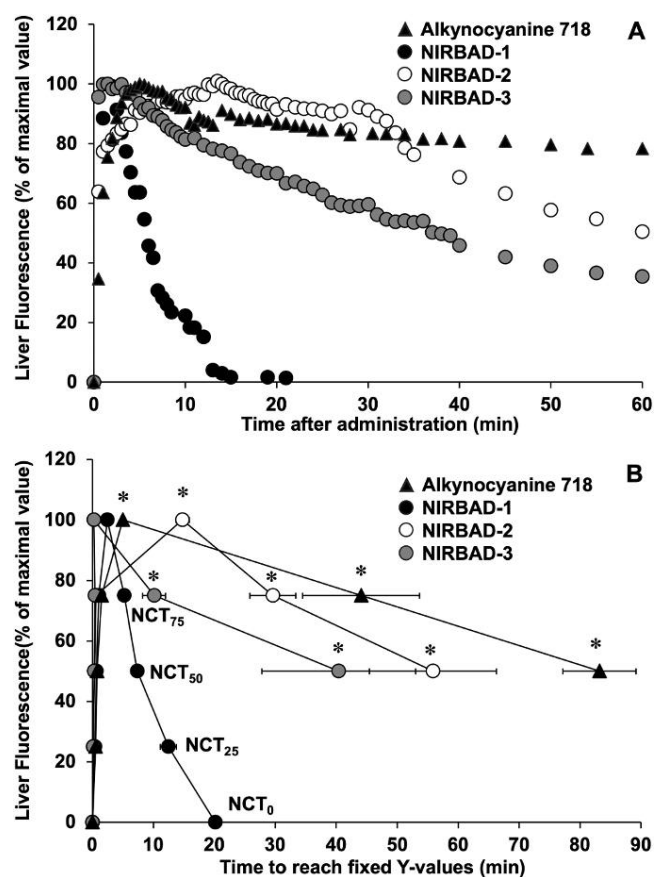 120
100
80
60
40
20
0
Liver Fluorescence (% of maximal value)
Alkynocyanine 718
NIRBAD-1
NIRBAD-2
NIRBAD-3
A
0 10 20 30 40 50 60
Time after administration (min)
120
100
80
60
40
20
0
Liver Fluorescence(% of maximal value)
Alkynocyanine 718
NIRBAD-1
NIRBAD-2
NIRBAD-3
B
* *
* * *
NCT75
* * *
NCT50
NCT25
NCT0
0 10 20 30 40 50 60 70 80 90
Time to reach fixed Y-values (min)